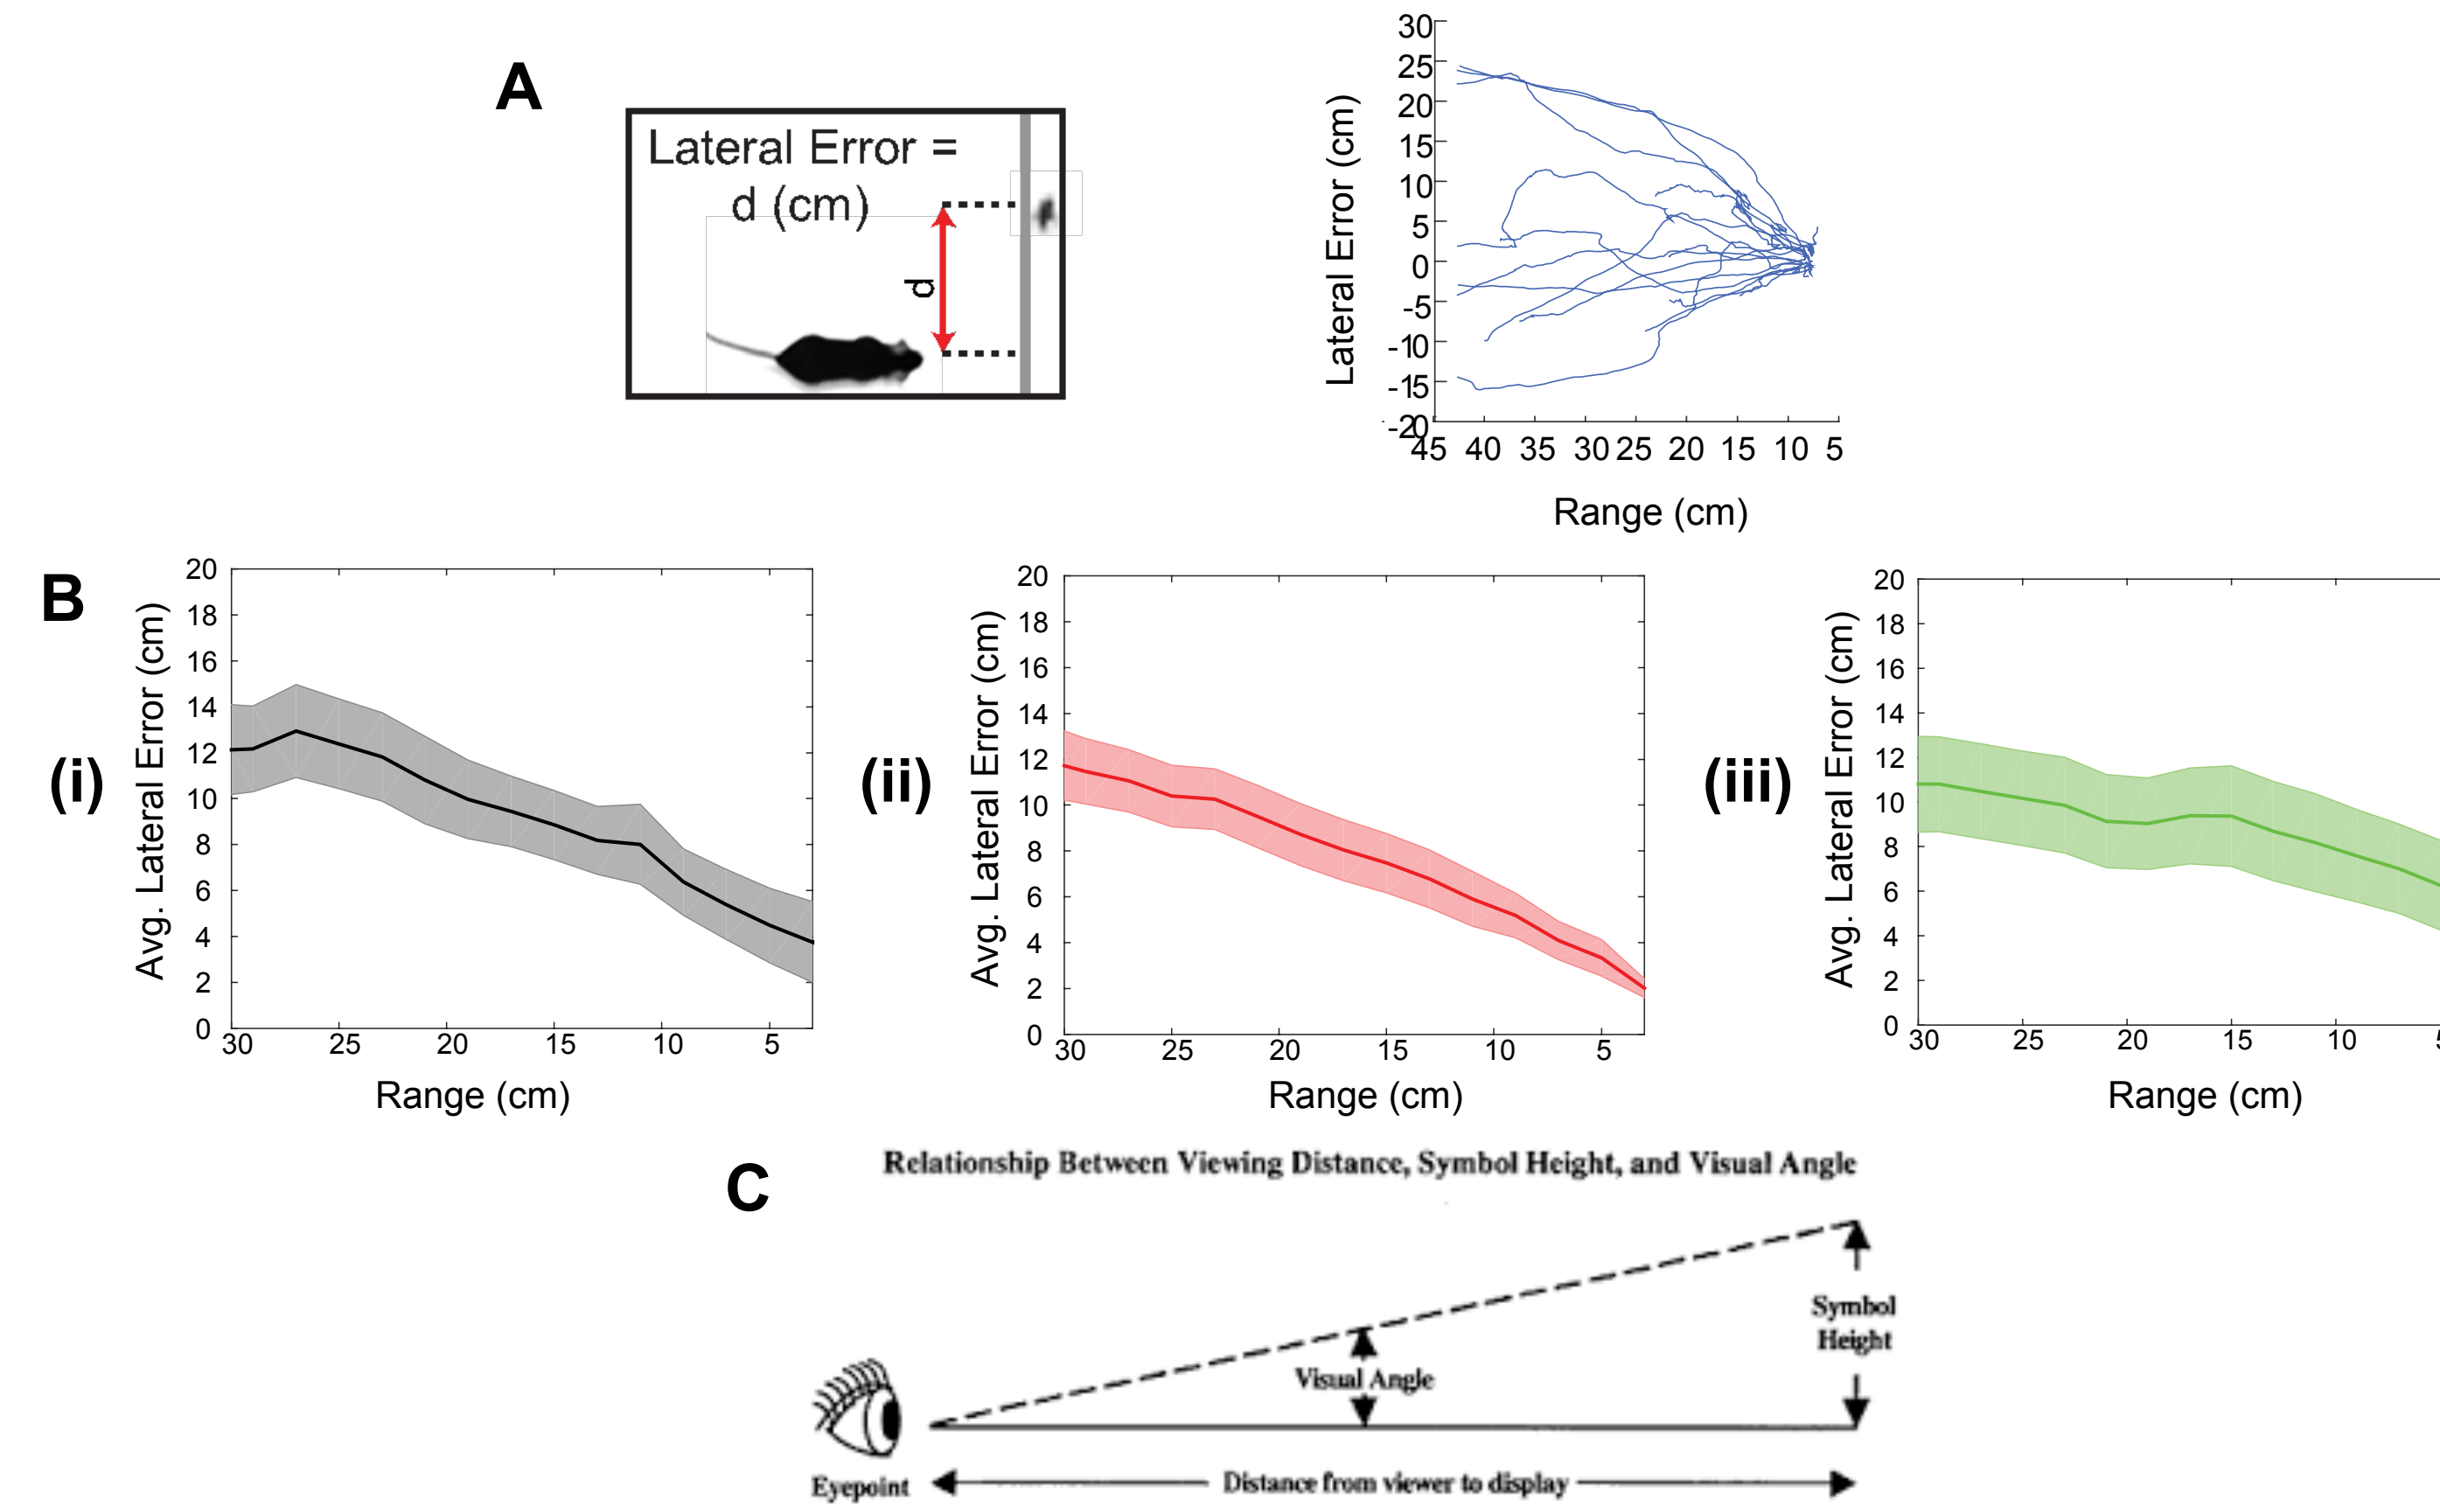 A
Lateral Error =
d (cm)
d
Lateral Error (cm)
30
25
20
15
10
5
0
-5
-10
-15
-20
45 40 35 30 25 20 15 10 5
Range (cm)
B
(i)
Avg. Lateral Error (cm)
20
18
16
14
12
10
8
6
4
2
0
30 25 20 15 10 5
Range (cm)
(ii)
Avg. Lateral Error (cm)
20
18
16
14
12
10
8
6
4
2
0
30 25 20 15 10 5
Range (cm)
(iii)
Avg. Lateral Error (cm)
20
18
16
14
12
10
8
6
4
2
0
30 25 20 15 10 5
Range (cm)
C
Relationship Between Viewing Distance, Symbol Height, and Visual Angle
Symbol
Height
Visual Angle
Eyepoint
Distance from viewer to display